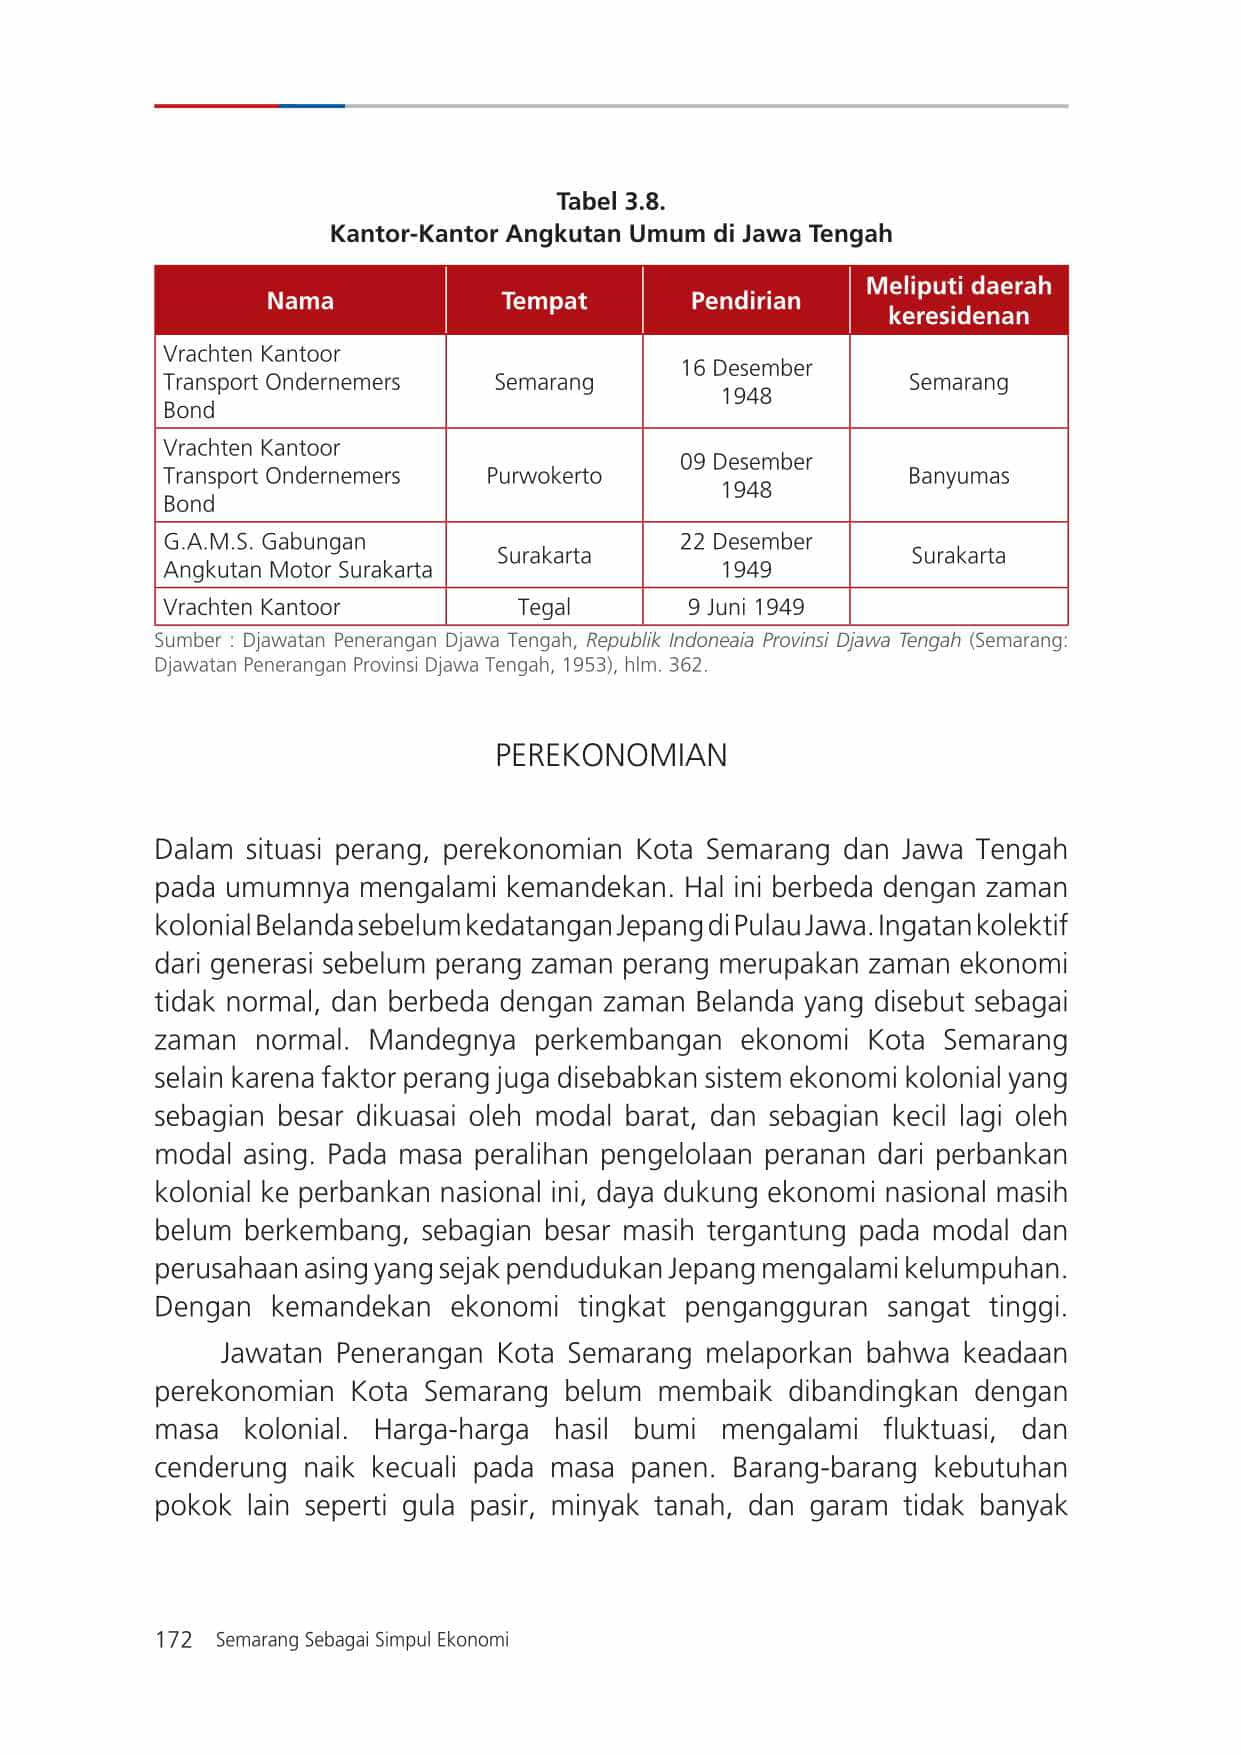 Tabel 3.8.
Kantor-Kantor Angkutan Umum di Jawa Tengah
Nama Tempat Pendirian Meliputi daerah keresidenan
Vrachten Kantoor
Transport Ondernemers
Bond
Semarang
16 Desember
1948
Semarang
Vrachten Kantoor
Transport Ondernemers
Bond
Purwokerto
09 Desember
1948
Banyumas
G.A.M.S. Gabungan
Angkutan Motor Surakarta
Surakarta
22 Desember
1949
Surakarta
Vrachten Kantoor Tegal 9 Juni 1949
Sumber : Djawatan Penerangan Djawa Tengah, Republik Indoneaia Provinsi Djawa Tengah (Semarang:
Djawatan Penerangan Provinsi Djawa Tengah, 1953), hlm. 362.
PEREKONOMIAN
Dalam situasi perang, perekonomian Kota Semarang dan Jawa Tengah
pada umumnya mengalami kemandekan. Hal ini berbeda dengan zaman
kolonial Belanda sebelum kedatangan Jepang di Pulau Jawa. Ingatan kolektif
dari generasi sebelum perang zaman perang merupakan zaman ekonomi
tidak normal, dan berbeda dengan zaman Belanda yang disebut sebagai
zaman normal. Mandegnya perkembangan ekonomi Kota Semarang
selain karena faktor perang juga disebabkan sistem ekonomi kolonial yang
sebagian besar dikuasai oleh modal barat, dan sebagian kecil lagi oleh
modal asing. Pada masa peralihan pengelolaan peranan dari perbankan
kolonial ke perbankan nasional ini, daya dukung ekonomi nasional masih
belum berkembang, sebagian besar masih tergantung pada modal dan
perusahaan asing yang sejak pendudukan Jepang mengalami kelumpuhan.
Dengan kemandekan ekonomi tingkat pengangguran sangat tinggi.
Jawatan Penerangan Kota Semarang melaporkan bahwa keadaan
perekonomian Kota Semarang belum membaik dibandingkan dengan
masa kolonial. Harga-harga hasil bumi mengalami fluktuasi, dan
cenderung naik kecuali pada masa panen. Barang-barang kebutuhan
pokok lain seperti gula pasir, minyak tanah, dan garam tidak banyak
172 Semarang Sebagai Simpul Ekonomi